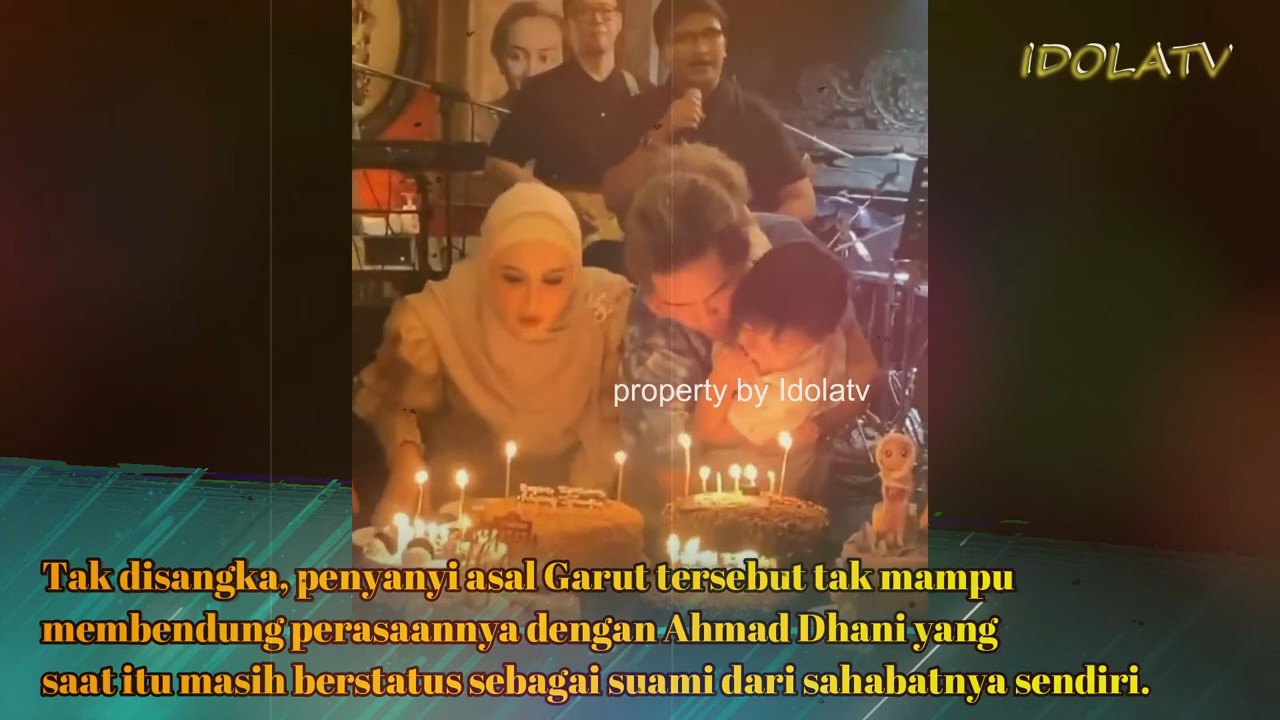 IDOLATV
property by Idolatv
Tak disangka, penyanyi asal Garut tersebut tak mampu
membendung perasaannya dengan Ahmad Dhani yang
saat itu masih berstatus sebagai suami dari sahabatnya sendiri.